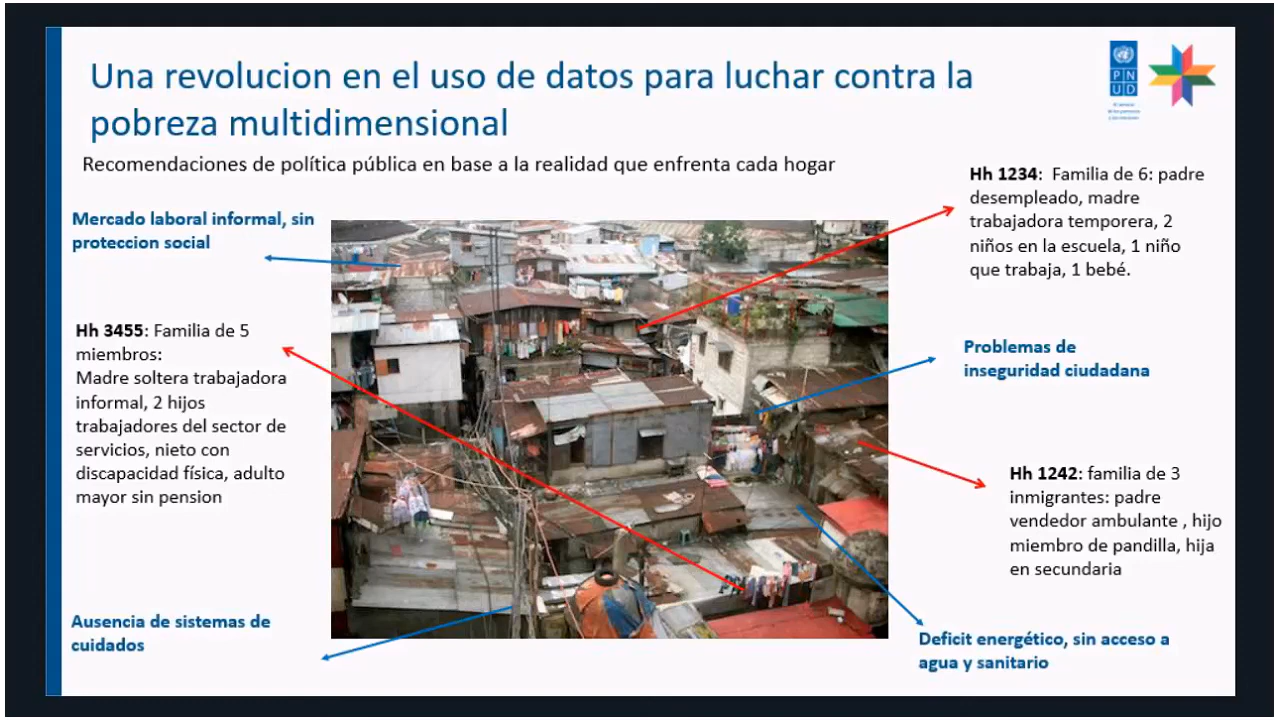 Una revolucion en el uso de datos para luchar contra la
pobreza multidimensional
Recomendaciones de política pública en base a la realidad que enfrenta cada hogar
P N
U D
Mercado laboral informal, sin
proteccion social
Hh 3455: Familia de 5
miembros:
Madre soltera trabajadora
informal, 2 hijos
trabajadores del sector de
servicios, nieto con
discapacidad física, adulto
mayor sin pension
Ausencia de sistemas de
cuidados
Hh 1234: Familia de 6: padre
desempleado, madre
trabajadora temporera, 2
niños en la escuela, 1 niño
que trabaja, 1 bebé.
Problemas de
inseguridad ciudadana
Hh 1242: familia de 3
inmigrantes: padre
vendedor ambulante , hijo
miembro de pandilla, hija
en secundaria
Deficit energético, sin acceso a
agua y sanitario